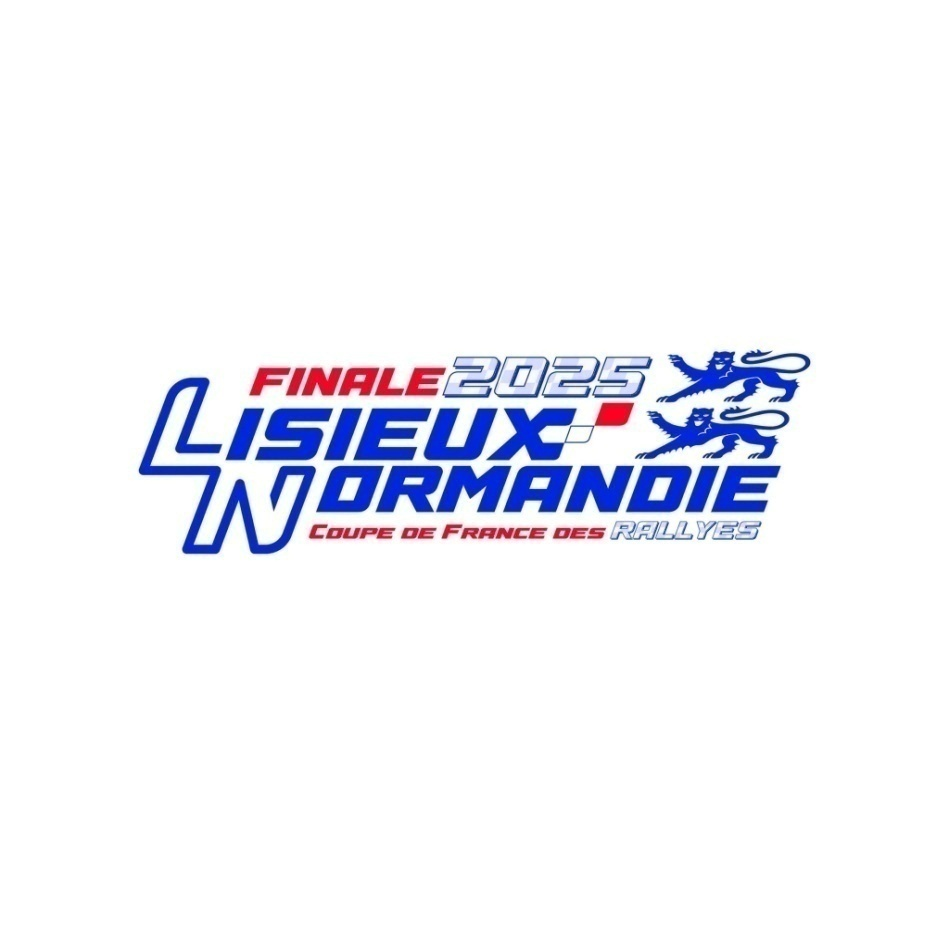 FINALE 2025
LISIEUX
NORMANDIE
COUPE DE FRANCE DES RALLYES